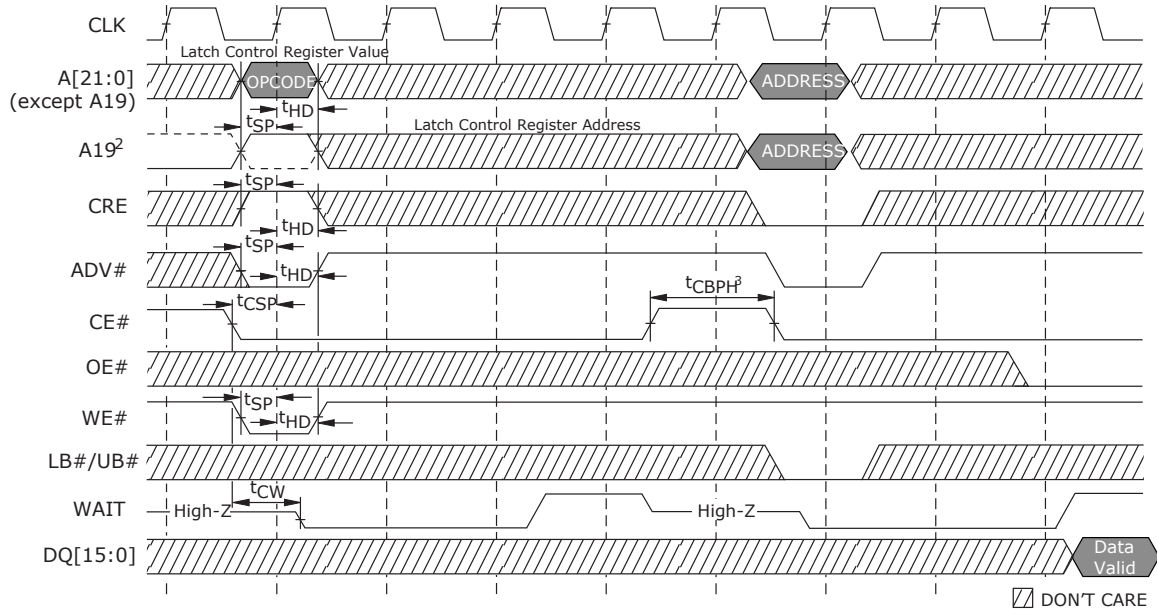 CLK
Latch Control Register Value
A[21:0]
(except A19)
OPCODE
ADDRESS
tHD
tSP
Latch Control Register Address
A19²
ADDRESS
tSP
CRE
tHD
tSP
ADV#
tHD
tCBPH³
tCSP
CE#
OE#
tSP
WE#
tHD
LB#/UB#
tCW
WAIT
High-Z
High-Z
DQ[15:0]
Data
Valid
DON'T CARE